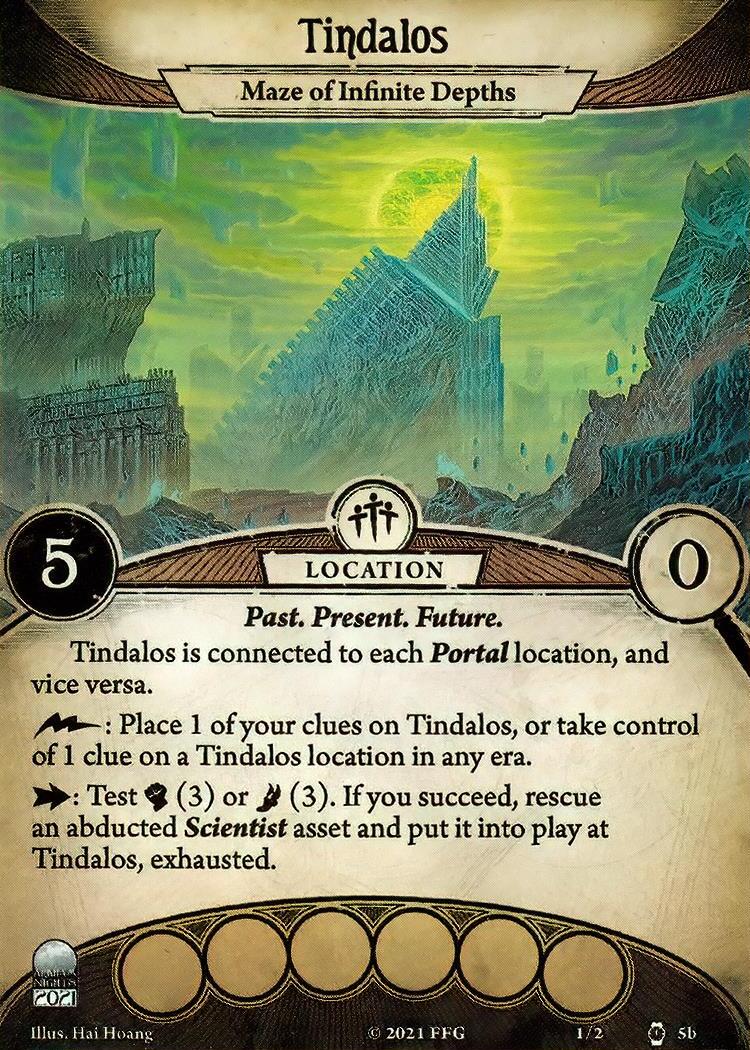 Tindalos
Maze of Infinite Depths
5
0
LOCATION
Past. Present. Future.
Tindalos is connected to each Portal location, and
vice versa.
: Place 1 of your clues on Tindalos, or take control
of 1 clue on a Tindalos location in any era.
: Test (3) or (3). If you succeed, rescue
an abducted Scientist asset and put it into play at
Tindalos, exhausted.
ARKHAM
NIGHTS
2021
Illus. Hai Hoang
© 2021 FFG
1/2
5b